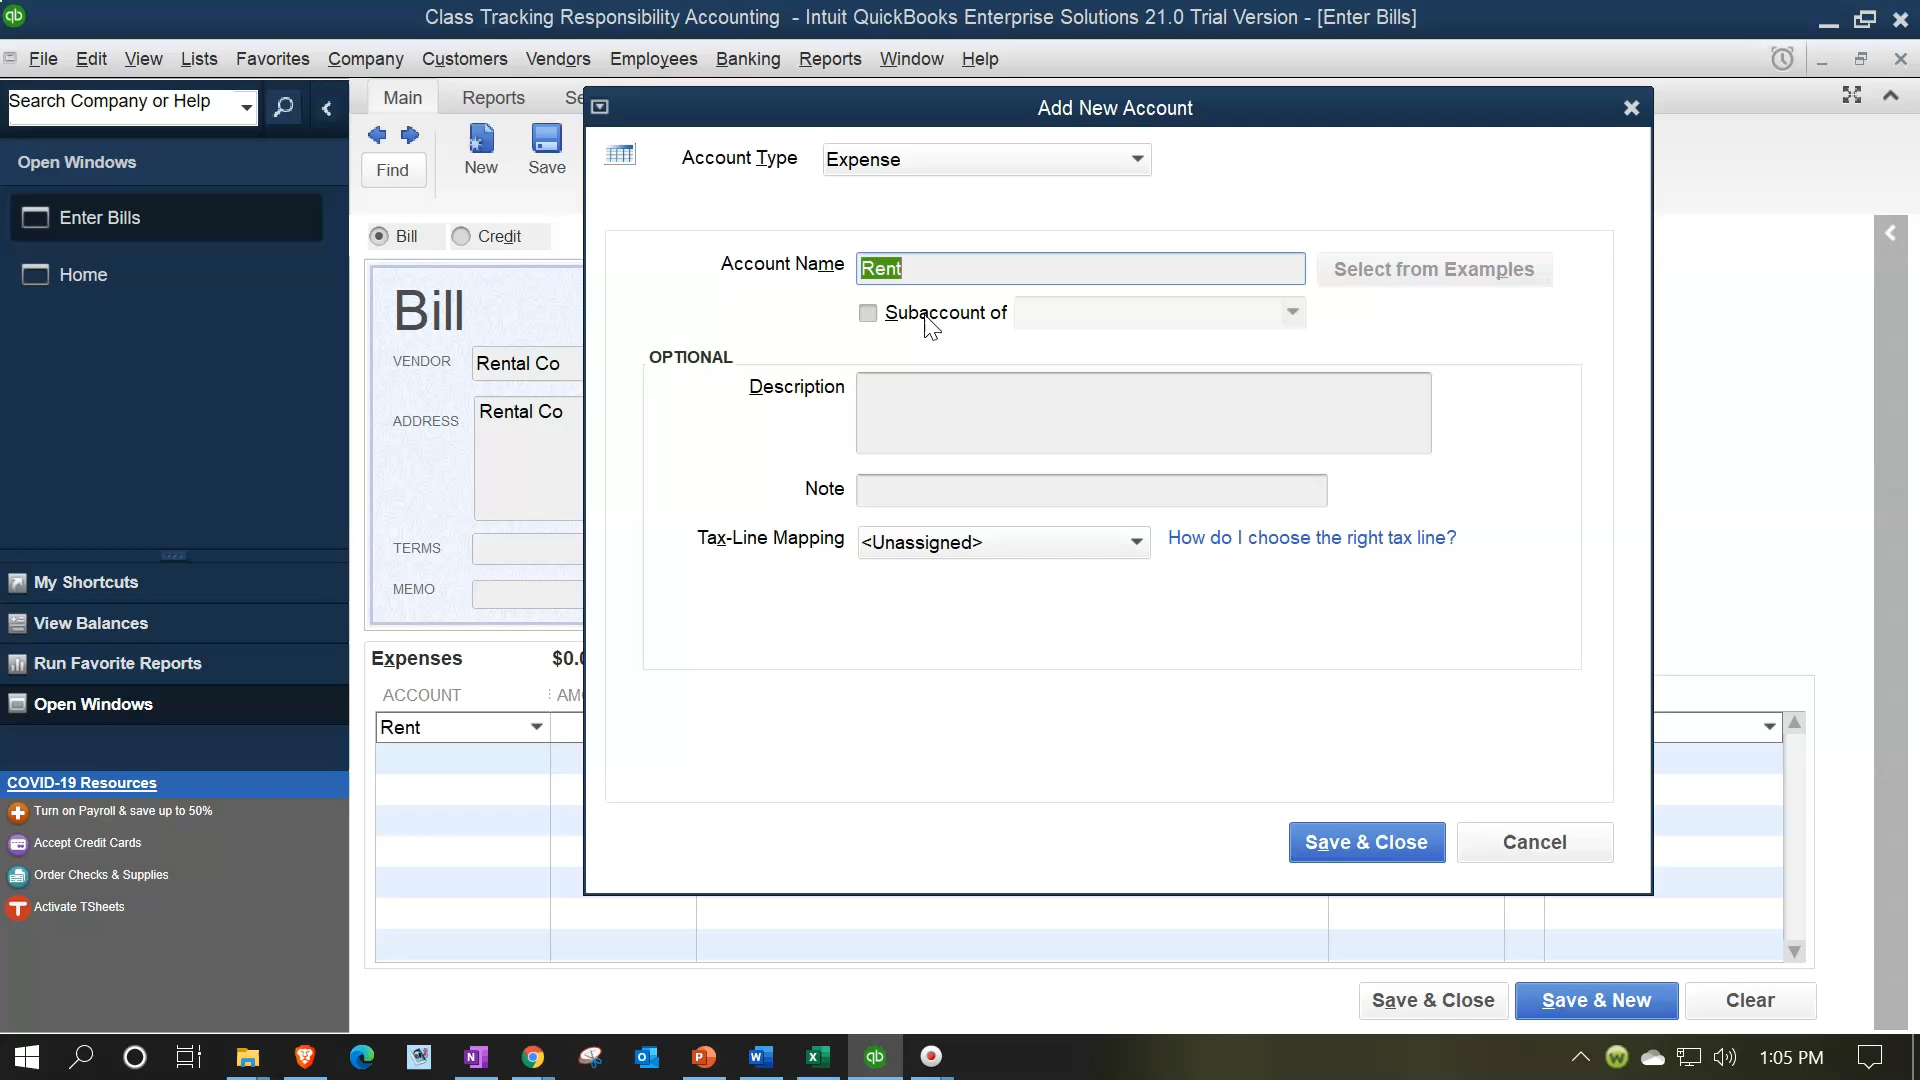 qb
Class Tracking Responsibility Accounting - Intuit QuickBooks Enterprise Solutions 21.0 Trial Version - [Enter Bills]
File Edit View Lists Favorites Company Customers Vendors Employees Banking Reports Window Help
Search Company or Help
Main Reports
Add New Account
Find
New
Save
Account Type
Expense
Open Windows
Enter Bills
Home
Bill
Credit
Account Name
Rent
Select from Examples
Subaccount of
Bill
OPTIONAL
VENDOR
Rental Co
Description
ADDRESS
Rental Co
Note
Tax-Line Mapping
<Unassigned>
How do I choose the right tax line?
TERMS
MEMO
My Shortcuts
View Balances
Run Favorite Reports
Open Windows
Expenses
ACCOUNT
Rent
COVID-19 Resources
Turn on Payroll & save up to 50%
Accept Credit Cards
Order Checks & Supplies
Activate TSheets
Save & Close
Cancel
Save & Close
Save & New
Clear
1:05 PM